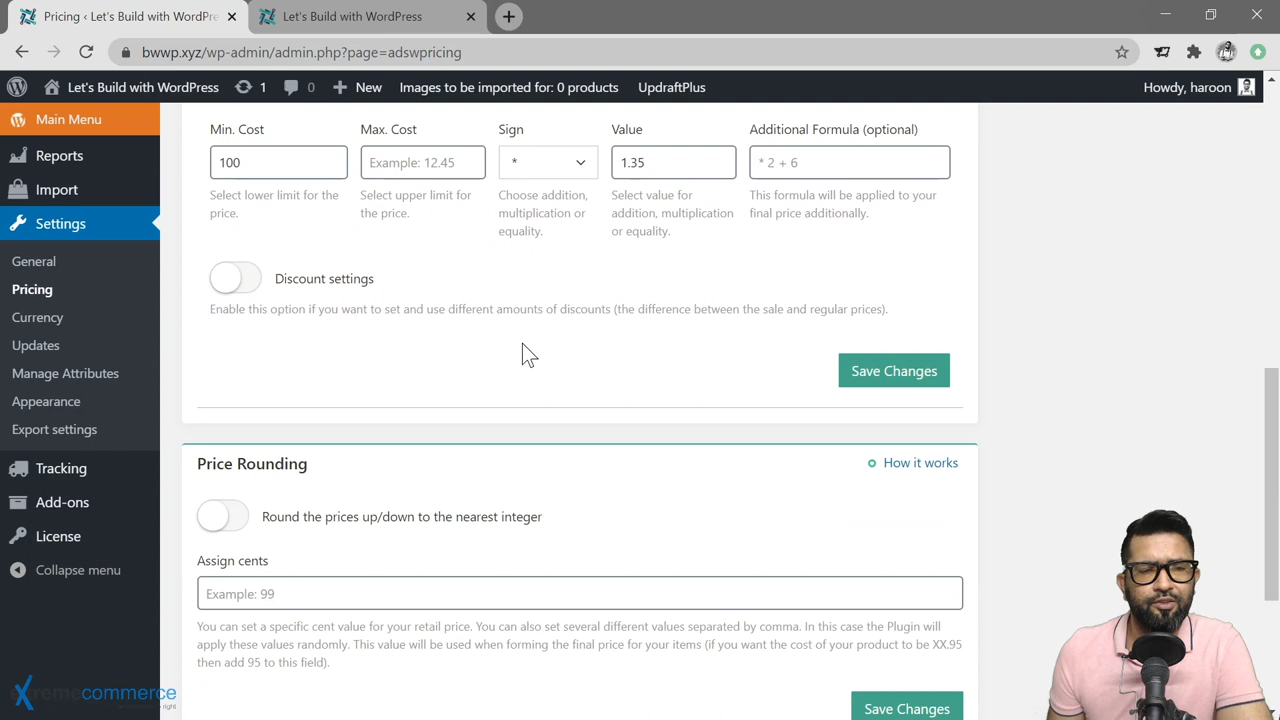 Pricing ‹ Let's Build with WordPre
Let's Build with WordPress
bwwp.xyz/wp-admin/admin.php?page=adswpricing
Let's Build with WordPress
1
0
New
Images to be imported for: 0 products
UpdraftPlus
Howdy, haroon
Main Menu
Reports
Import
Settings
General
Pricing
Currency
Updates
Manage Attributes
Appearance
Export settings
Tracking
Add-ons
License
Collapse menu
Min. Cost
100
Select lower limit for the
price.
Max. Cost
Example: 12.45
Select upper limit for
the price.
Sign
*
Choose addition,
multiplication or
equality.
Value
1.35
Select value for
addition, multiplication
or equality.
Additional Formula (optional)
* 2 + 6
This formula will be applied to your
final price additionally.
Discount settings
Enable this option if you want to set and use different amounts of discounts (the difference between the sale and regular prices).
Save Changes
Price Rounding
How it works
Round the prices up/down to the nearest integer
Assign cents
Example: 99
You can set a specific cent value for your retail price. You can also set several different values separated by comma. In this case the Plugin will
apply these values randomly. This value will be used when forming the final price for your items (if you want the cost of your product to be XX.95
then add 95 to this field).
Save Changes
extremecommerce